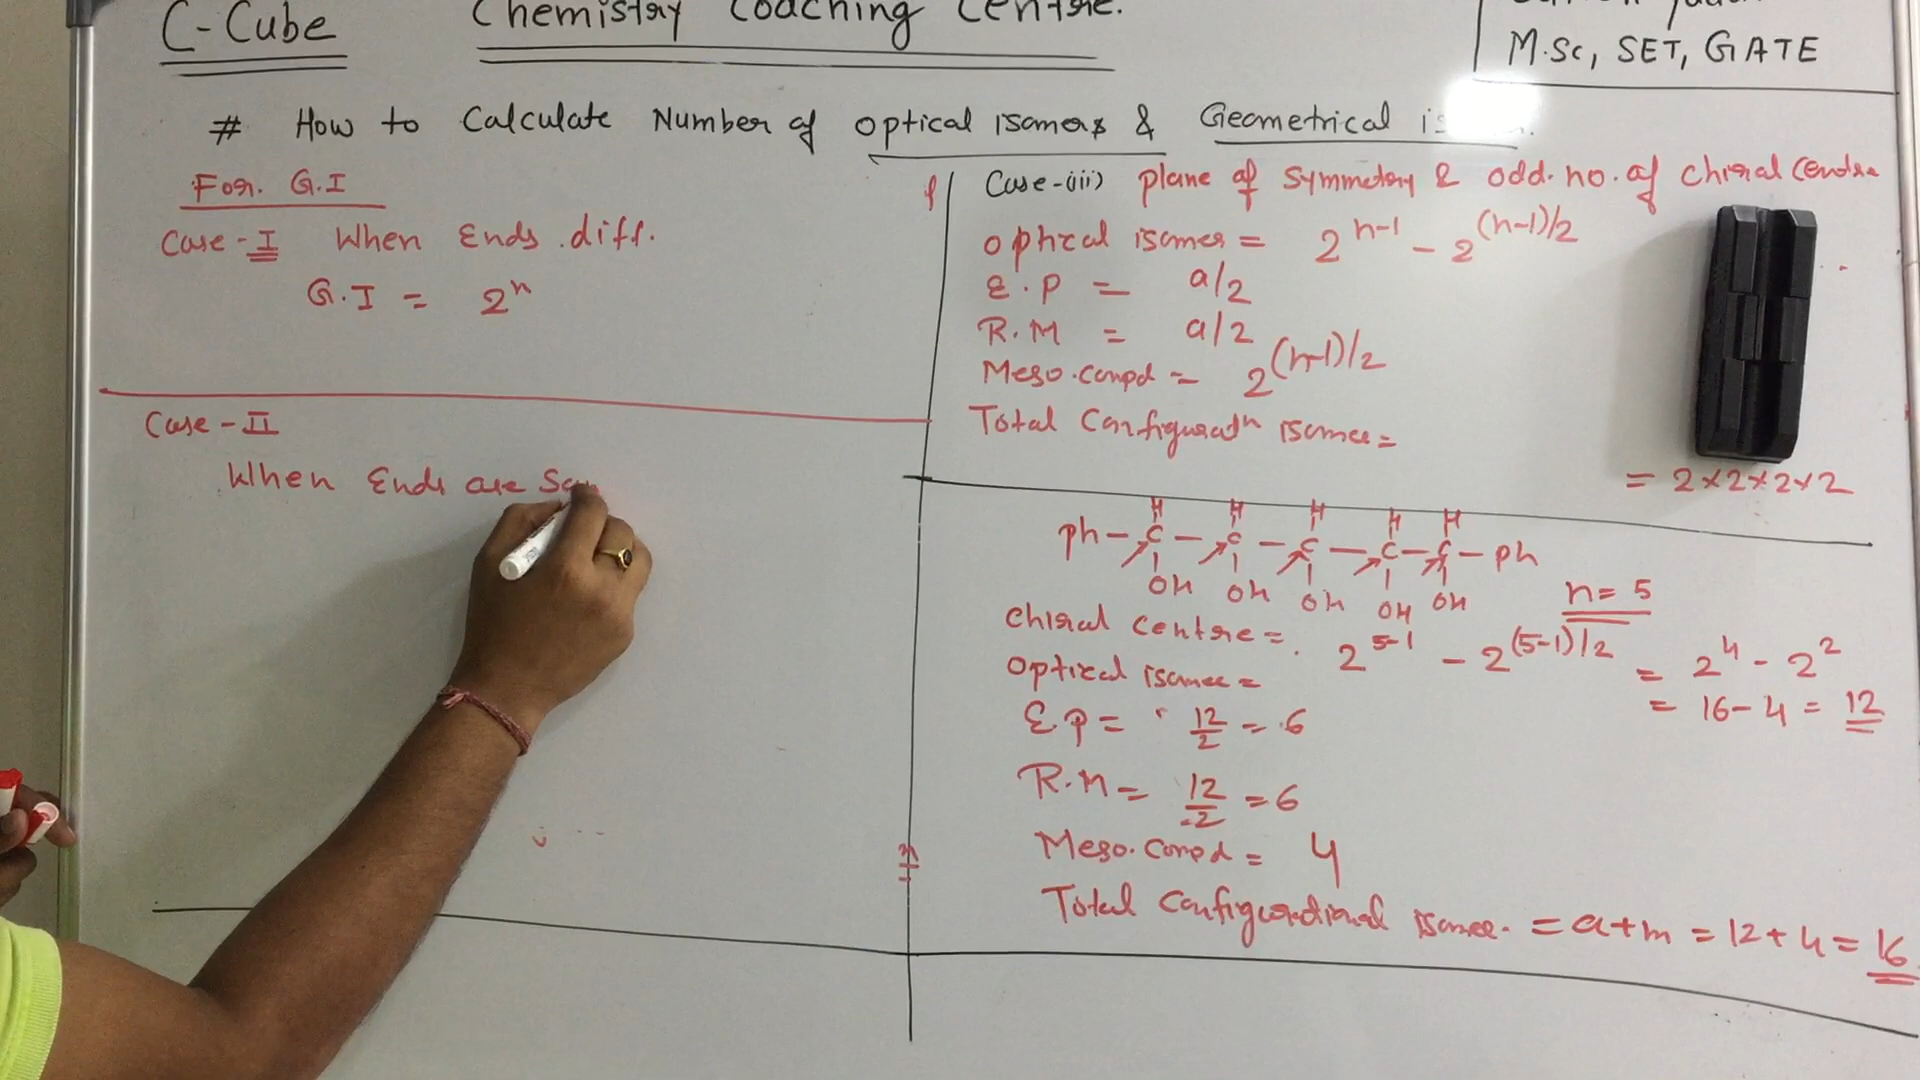 C-Cube Chemistry Coaching Centre.
M.Sc, SET, GATE
# How to Calculate Number of optical isomers & Geometrical
For. G.I
Case-I When Ends diff.
G.I = 2^n
Case-II
When Ends are
Case-(iii) plane of symmetry & odd. no. of chiral Centre
Optical isomer = 2^(n-1) - 2^((n-1)/2)
E.P = a/2
R.M = a/2
Meso.compd = 2^((n-1)/2)
Total Configuratn isomer =
= 2×2×2×2
H H H H H
ph-C-C-C-C-C-ph
OH OH OH OH OH
n=5
Chiral Centre =
Optical isomer = 2^(5-1) - 2^((5-1)/2) = 2^4 - 2^2
= 16-4 = 12
EP = 12/2 = 6
R.M = 12/2 = 6
Meso.Compd = 4
Total Configurational isomer. = a+m = 12+4 = 16